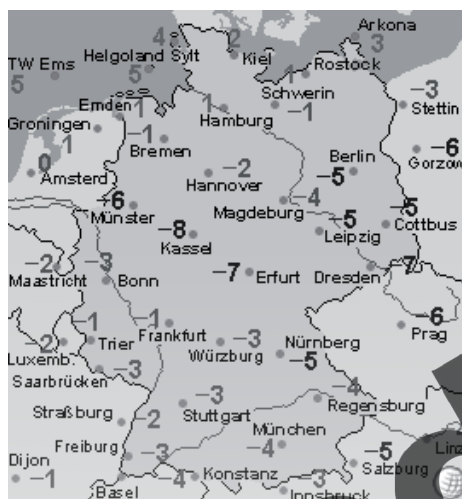 Arkona
4
2
3
Helgoland Sylt
Kiel
TW Ems
5
5
1
Rostock
Schwerin
-3
Emden 1
1
-1
Stettin
Groningen
Hamburg
1
-1
-6
Bremen
Berlin
Gorzow
0
-2
-5
Amsterd
Hannover
-6
-4
-5
Münster
Magdeburg
-8
-5
Cottbus
Kassel
Leipzig
-2
-3
-7
Erfurt
Dresden
-7
Maastricht
Bonn
-6
-1
-1
Frankfurt
Prag
-2
Trier
-3
Nürnberg
Luxemb.
Würzburg
-5
Saarbrücken
-3
-3
-4
Straßburg
-2
Stuttgart
Regensburg
München
Freiburg
-3
-4
-5
Linz
Dijon
Salzburg
-1
-4
Konstanz
-3
Basel
Innsbruck